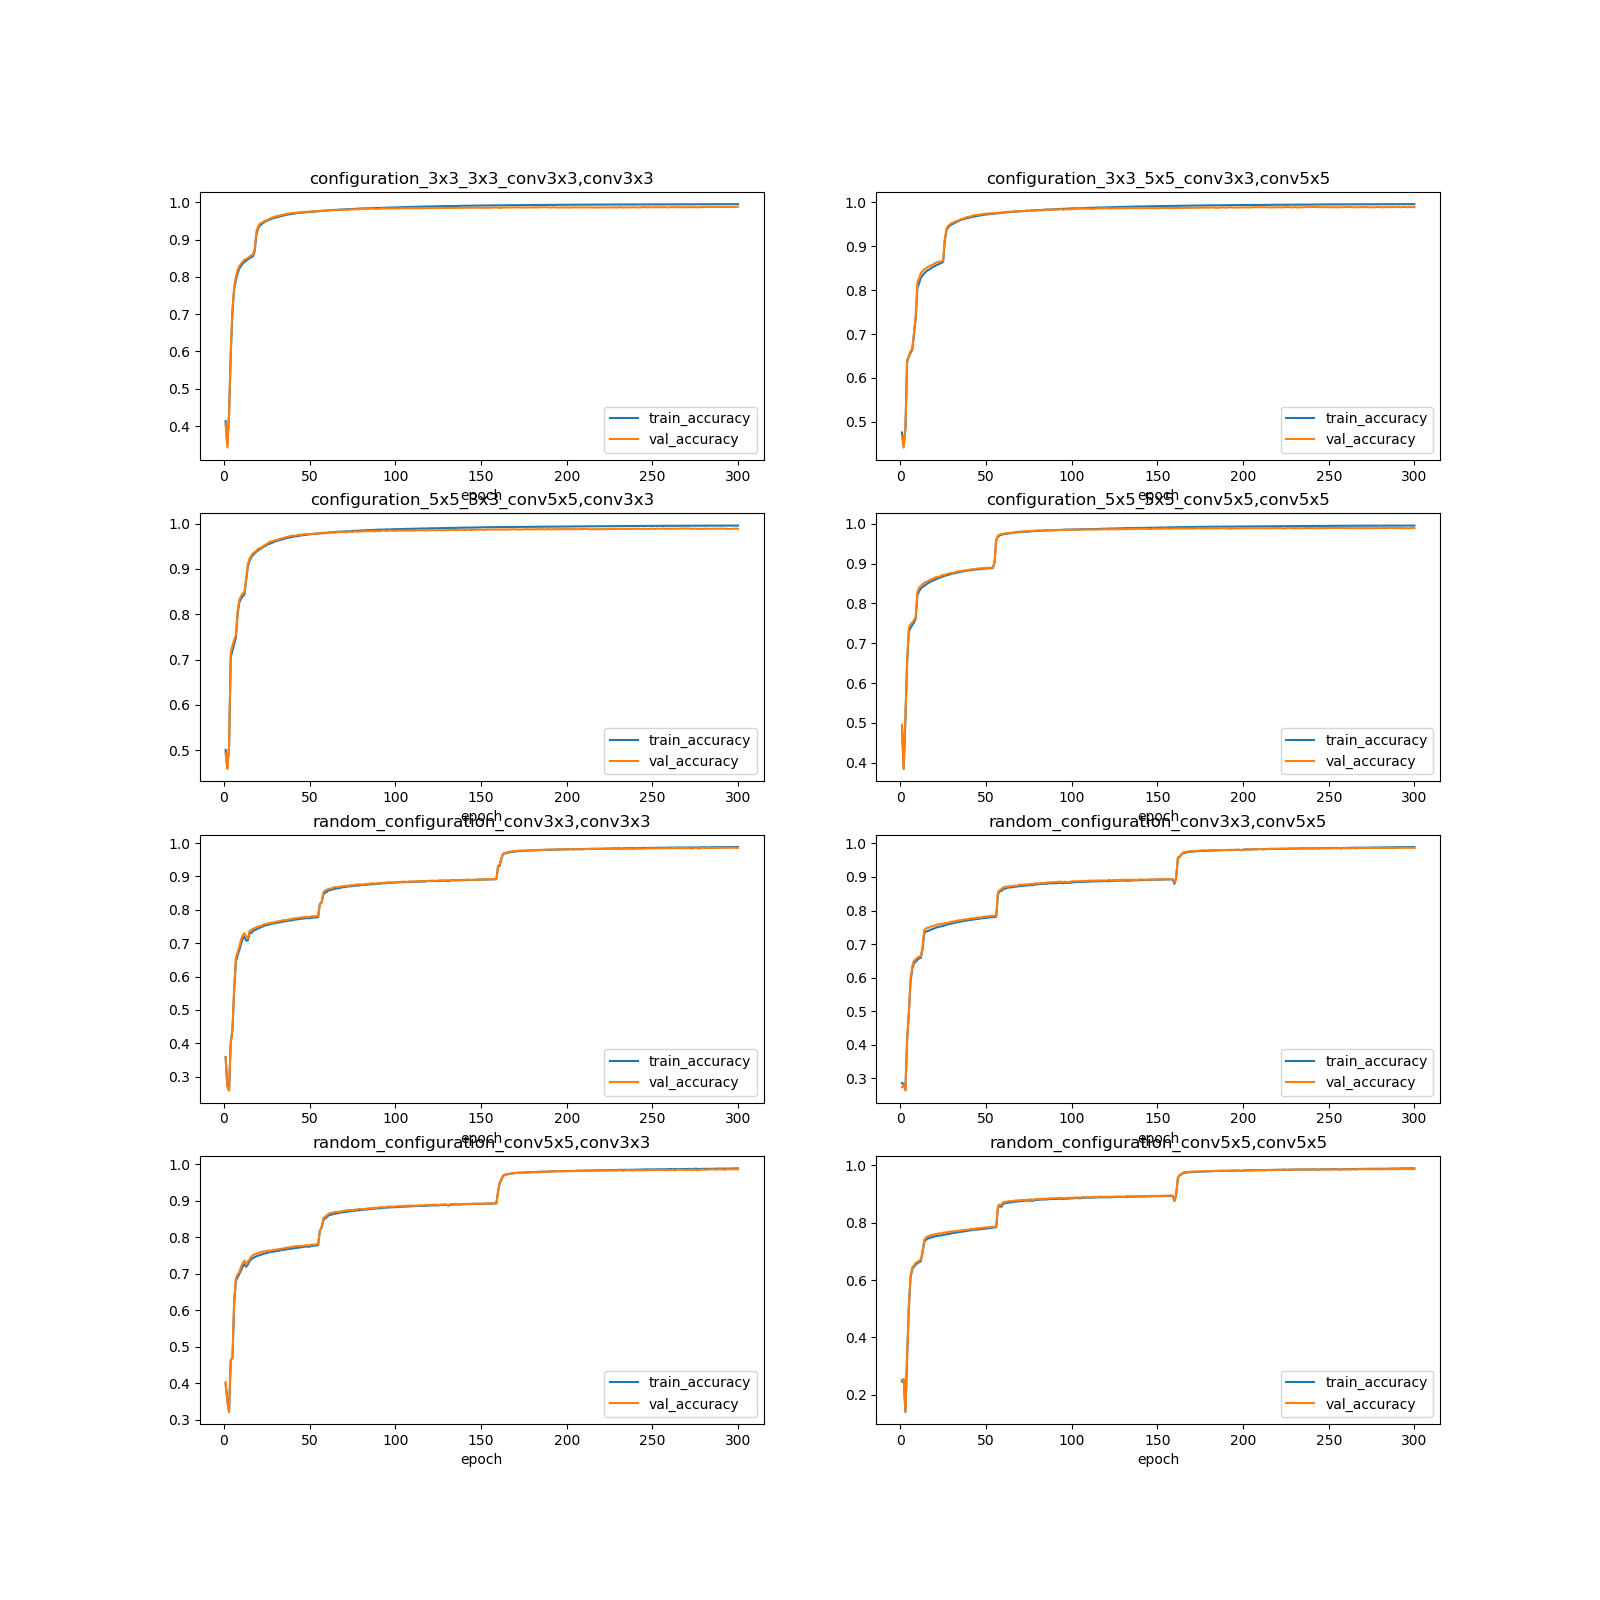 configuration_3x3_3x3_conv3x3,conv3x3
1.0
0.9
0.8
0.7
0.6
0.5
0.4
train_accuracy
val_accuracy
0 50 100 150 200 250 300
epoch
configuration_3x3_5x5_conv3x3,conv5x5
1.0
0.9
0.8
0.7
0.6
0.5
train_accuracy
val_accuracy
0 50 100 150 200 250 300
epoch
configuration_5x5_3x3_conv5x5,conv3x3
1.0
0.9
0.8
0.7
0.6
0.5
train_accuracy
val_accuracy
0 50 100 150 200 250 300
epoch
configuration_5x5_5x5_conv5x5,conv5x5
1.0
0.9
0.8
0.7
0.6
0.5
0.4
train_accuracy
val_accuracy
0 50 100 150 200 250 300
epoch
random_configuration_conv3x3,conv3x3
1.0
0.9
0.8
0.7
0.6
0.5
0.4
0.3
train_accuracy
val_accuracy
0 50 100 150 200 250 300
epoch
random_configuration_conv3x3,conv5x5
1.0
0.9
0.8
0.7
0.6
0.5
0.4
0.3
train_accuracy
val_accuracy
0 50 100 150 200 250 300
epoch
random_configuration_conv5x5,conv3x3
1.0
0.9
0.8
0.7
0.6
0.5
0.4
0.3
train_accuracy
val_accuracy
0 50 100 150 200 250 300
epoch
random_configuration_conv5x5,conv5x5
1.0
0.8
0.6
0.4
0.2
train_accuracy
val_accuracy
0 50 100 150 200 250 300
epoch